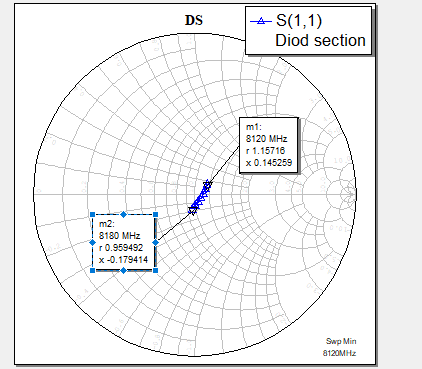 DS
S(1,1)
Diod section
m1:
8120 MHz
r 1.15716
x 0.145259
m2:
8180 MHz
r 0.959492
x -0.179414
Swp Min
8120MHz